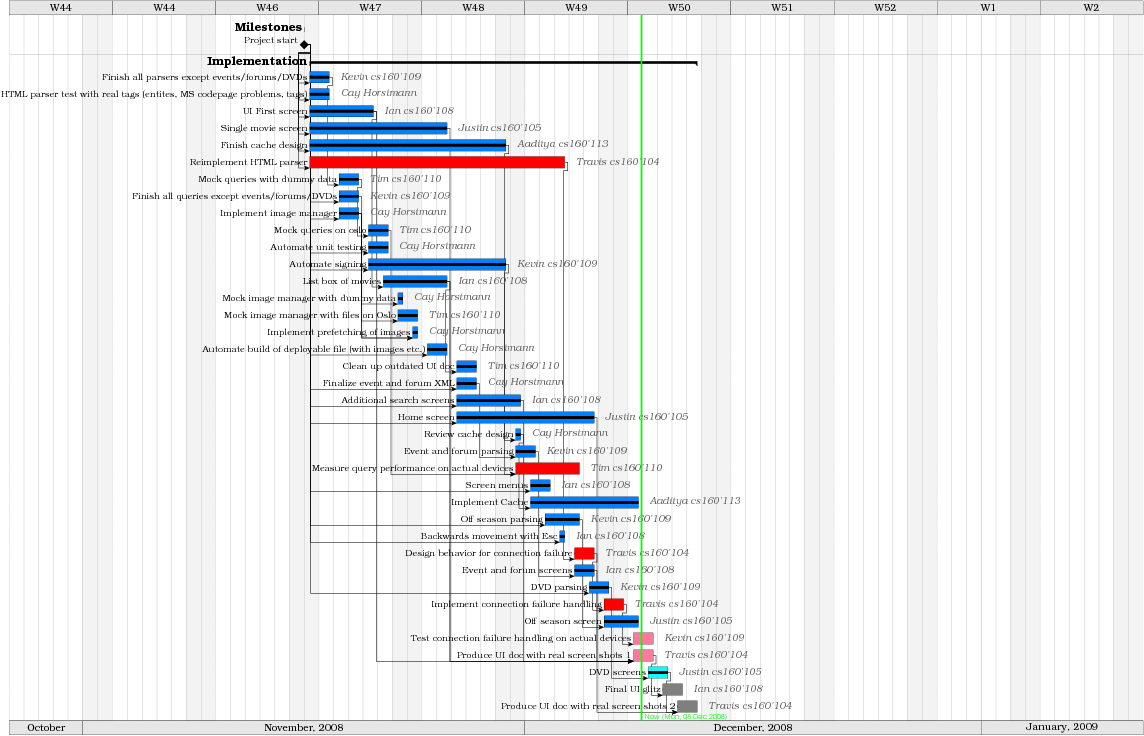 W44 W44 W46 W47 W48 W49 W50 W51 W52 W1 W2
Milestones
Project start
Implementation
Finish all parsers except events/forums/DVDs Kevin cs160'109
HTML parser test with real tags (entites, MS codepage problems, tags) Cay Horstmann
UI First screen Ian cs160'108
Single movie screen Justin cs160'105
Finish cache design Aaditya cs160'113
Reimplement HTML parser Travis cs160'104
Mock queries with dummy data Tim cs160'110
Finish all queries except events/forums/DVDs Kevin cs160'109
Implement image manager Cay Horstmann
Mock queries on oslo Tim cs160'110
Automate unit testing Cay Horstmann
Automate signing Kevin cs160'109
List box of movies Ian cs160'108
Mock image manager with dummy data Cay Horstmann
Mock image manager with files on Oslo Tim cs160'110
Implement prefetching of images Cay Horstmann
Automate build of deployable file (with images etc.) Cay Horstmann
Clean up outdated UI doc Tim cs160'110
Finalize event and forum XML Cay Horstmann
Additional search screens Ian cs160'108
Home screen Justin cs160'105
Review cache design Cay Horstmann
Event and forum parsing Kevin cs160'109
Measure query performance on actual devices Tim cs160'110
Screen menus Ian cs160'108
Implement Cache Aaditya cs160'113
Off season parsing Kevin cs160'109
Backwards movement with Esc Ian cs160'108
Design behavior for connection failure Travis cs160'104
Event and forum screens Ian cs160'108
DVD parsing Kevin cs160'109
Implement connection failure handling Travis cs160'104
Off season screen Justin cs160'105
Test connection failure handling on actual devices Kevin cs160'109
Produce UI doc with real screen shots 1 Travis cs160'104
DVD screens Justin cs160'105
Final UI glitz Ian cs160'108
Produce UI doc with real screen shots 2 Travis cs160'104
Now (Mon, 08 Dec 2008)
October November, 2008 December, 2008 January, 2009